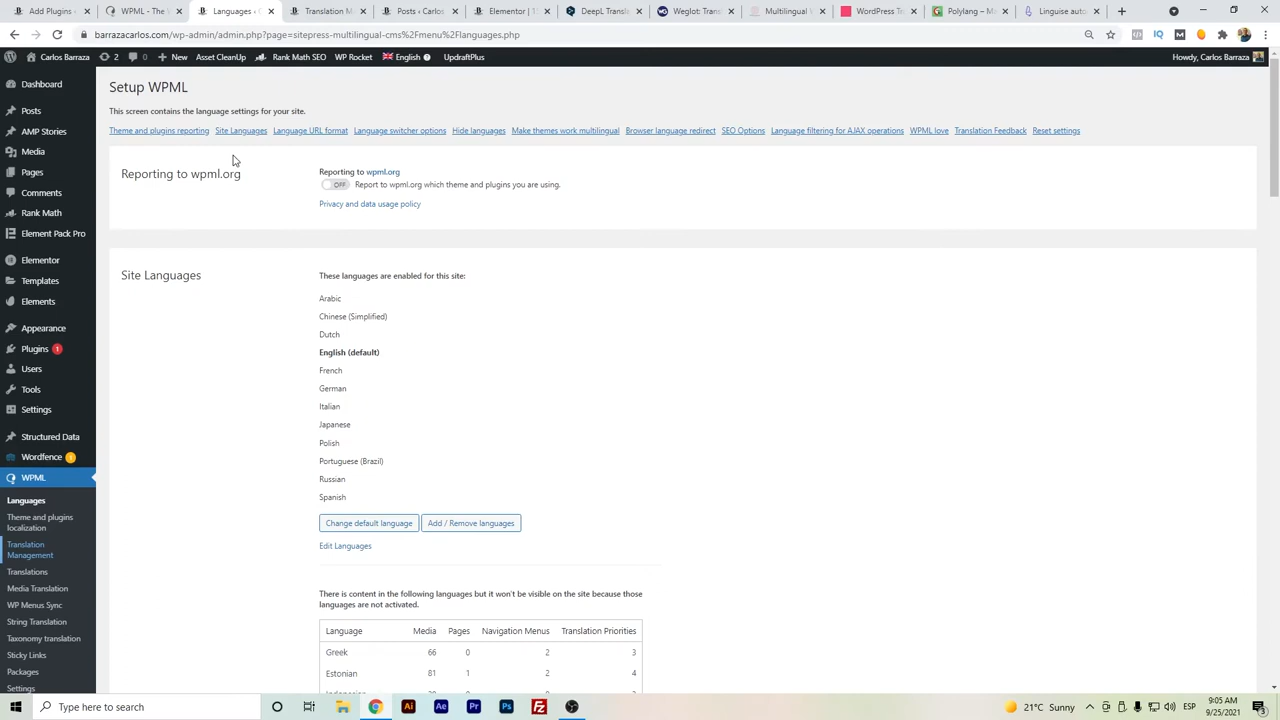 Add Plugins ‹
WPML - The W
Languages ‹ C
Translation Ma
Posts ‹ Carlos
Elementor | T
DeepL Translat
Weglot Transl
Multilingual
WordPress Te
Polylang – Ma
Linguise auto
barrazacarlos.com/wp-admin/admin.php?page=sitepress-multilingual-cms%2Fmenu%2Flanguages.php
Carlos Barraza 2 0 New Asset CleanUp Rank Math SEO WP Rocket English UpdraftPlus Howdy, Carlos Barraza
Dashboard
Posts
AMP Stories
Media
Pages
Comments
Rank Math
Element Pack Pro
Elementor
Templates
Elements
Appearance
Plugins 1
Users
Tools
Settings
Structured Data
Wordfence
WPML
Languages
Theme and plugins
localization
Translation
Management
Translations
Media Translation
WP Menus Sync
String Translation
Taxonomy translation
Sticky Links
Packages
Settings
Setup WPML
This screen contains the language settings for your site.
Theme and plugins reporting Site Languages Language URL format Language switcher options Hide languages Make themes work multilingual Browser language redirect SEO Options Language filtering for AJAX operations WPML love Translation Feedback Reset settings
Reporting to wpml.org
Reporting to wpml.org
OFF Report to wpml.org which theme and plugins you are using.
Privacy and data usage policy
Site Languages
These languages are enabled for this site:
Arabic
Chinese (Simplified)
Dutch
English (default)
French
German
Italian
Japanese
Polish
Portuguese (Brazil)
Russian
Spanish
Change default language Add / Remove languages
Edit Languages
There is content in the following languages but it won't be visible on the site because those
languages are not activated.
Language Media Pages Navigation Menus Translation Priorities
Greek 66 0 2 3
Estonian 81 1 2 4
Type here to search
21°C Sunny
ESP
9:05 AM
9/25/2021